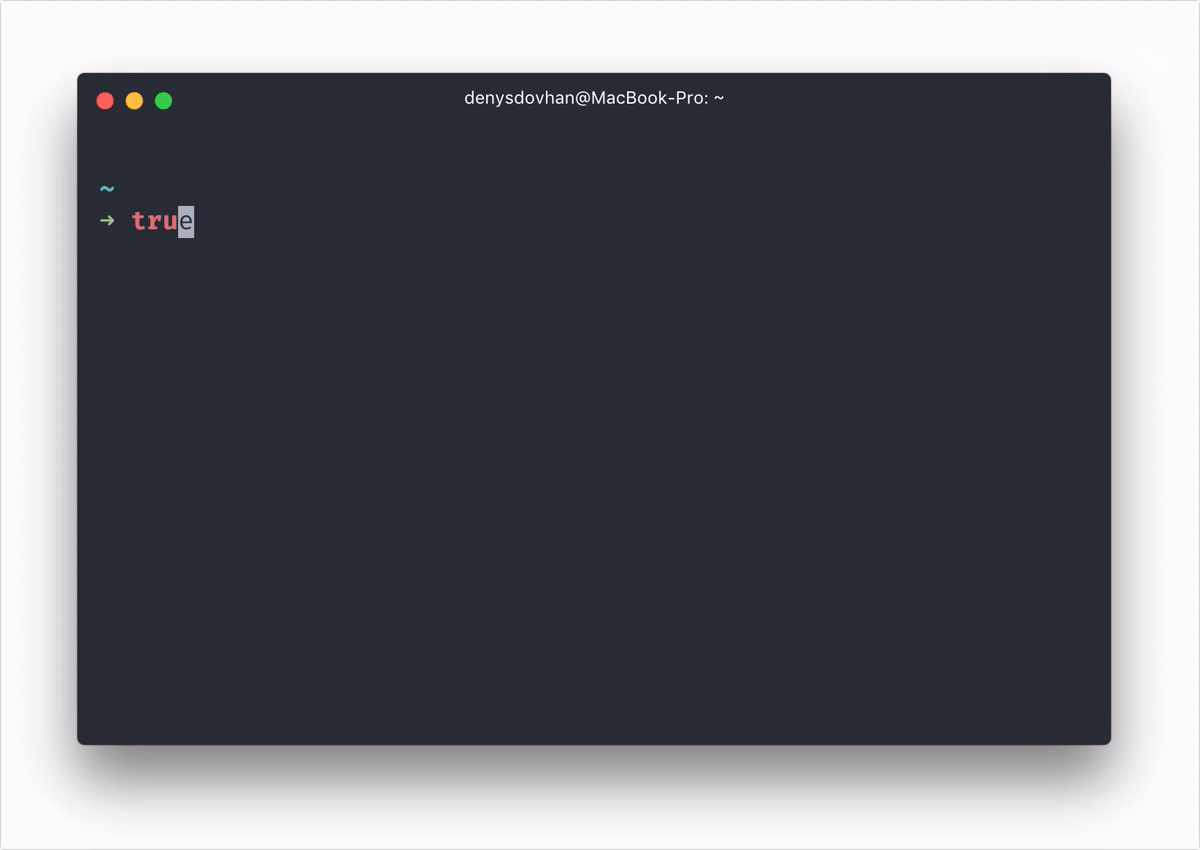 denysdovhan@MacBook-Pro: ~
~
➜ true